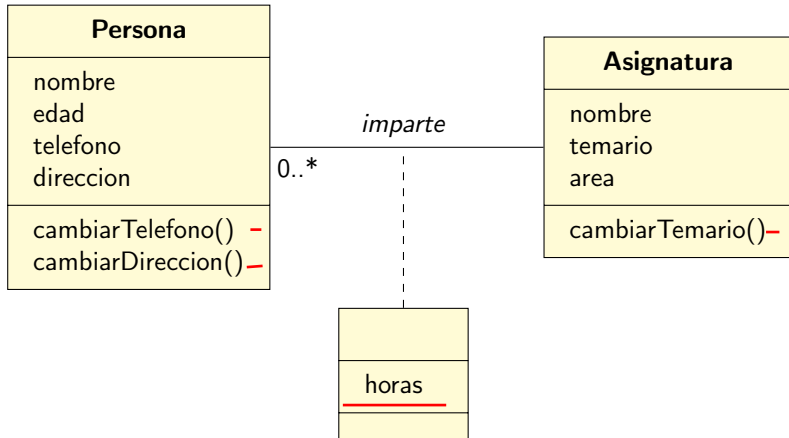 Persona
nombre
edad
telefono
direccion
cambiarTelefono()
cambiarDireccion()
imparte
0..*
Asignatura
nombre
temario
area
cambiarTemario()
horas